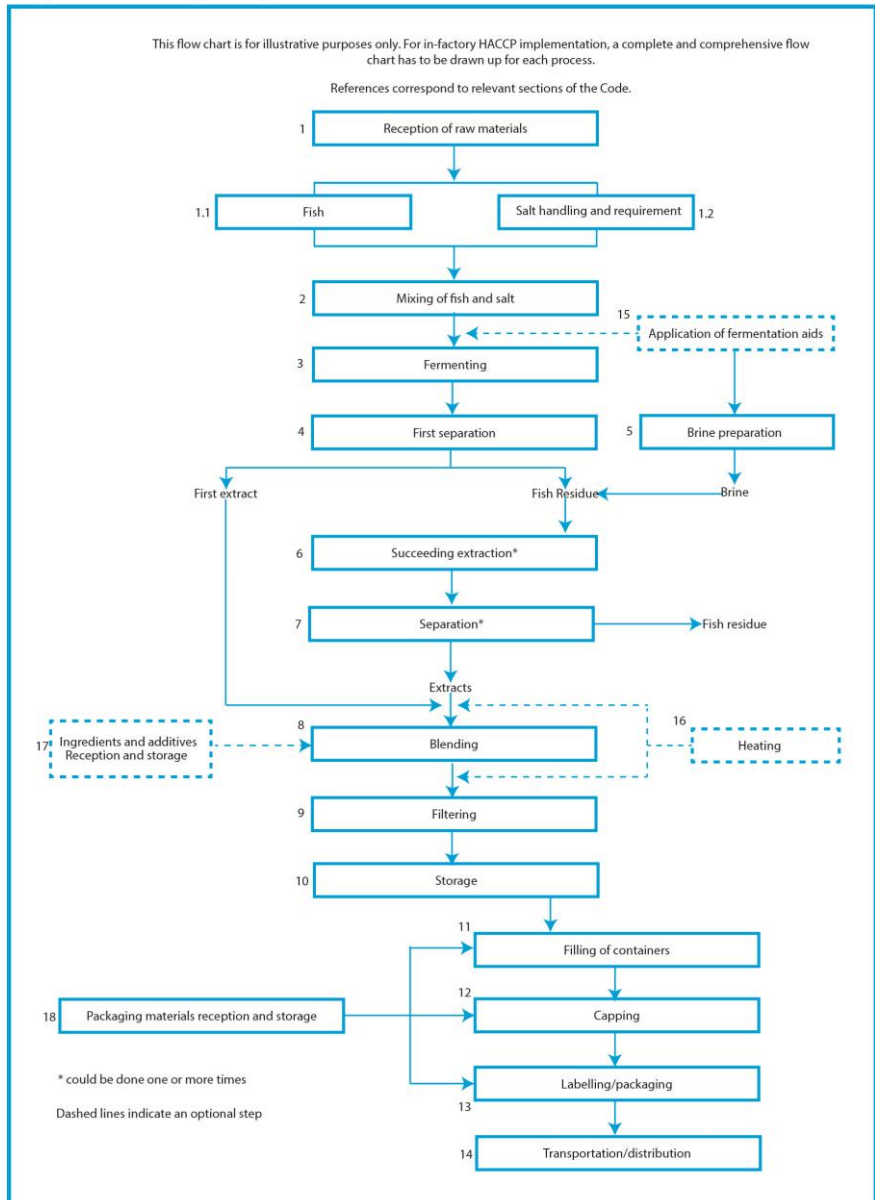 This flow chart is for illustrative purposes only. For in-factory HACCP implementation, a complete and comprehensive flow
chart has to be drawn up for each process.
References correspond to relevant sections of the Code.
1
Reception of raw materials
1.1
Fish
Salt handling and requirement
1.2
2
Mixing of fish and salt
15
Application of fermentation aids
3
Fermenting
4
First separation
5
Brine preparation
First extract
Fish Residue
Brine
6
Succeeding extraction*
7
Separation*
Fish residue
Extracts
17
Ingredients and additives
Reception and storage
8
Blending
16
Heating
9
Filtering
10
Storage
11
Filling of containers
18
Packaging materials reception and storage
12
Capping
* could be done one or more times
Labelling/packaging
13
Dashed lines indicate an optional step
14
Transportation/distribution